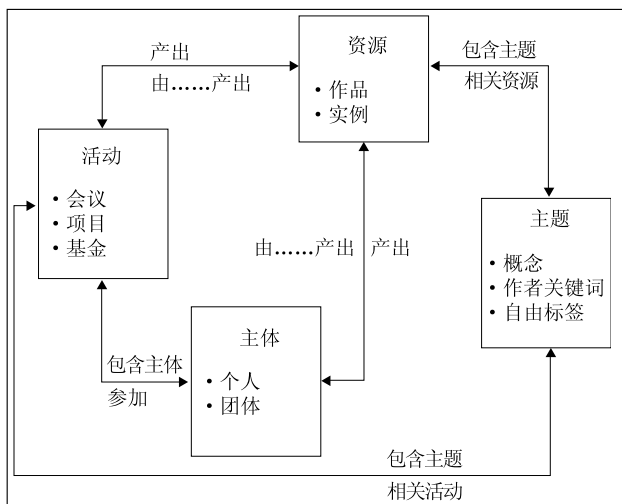 资源
• 作品
• 实例
产出
由……产出
包含主题
相关资源
活动
• 会议
• 项目
• 基金
主题
• 概念
• 作者关键词
• 自由标签
由……产出
产出
主体
• 个人
• 团体
包含主体
参加
包含主题
相关活动